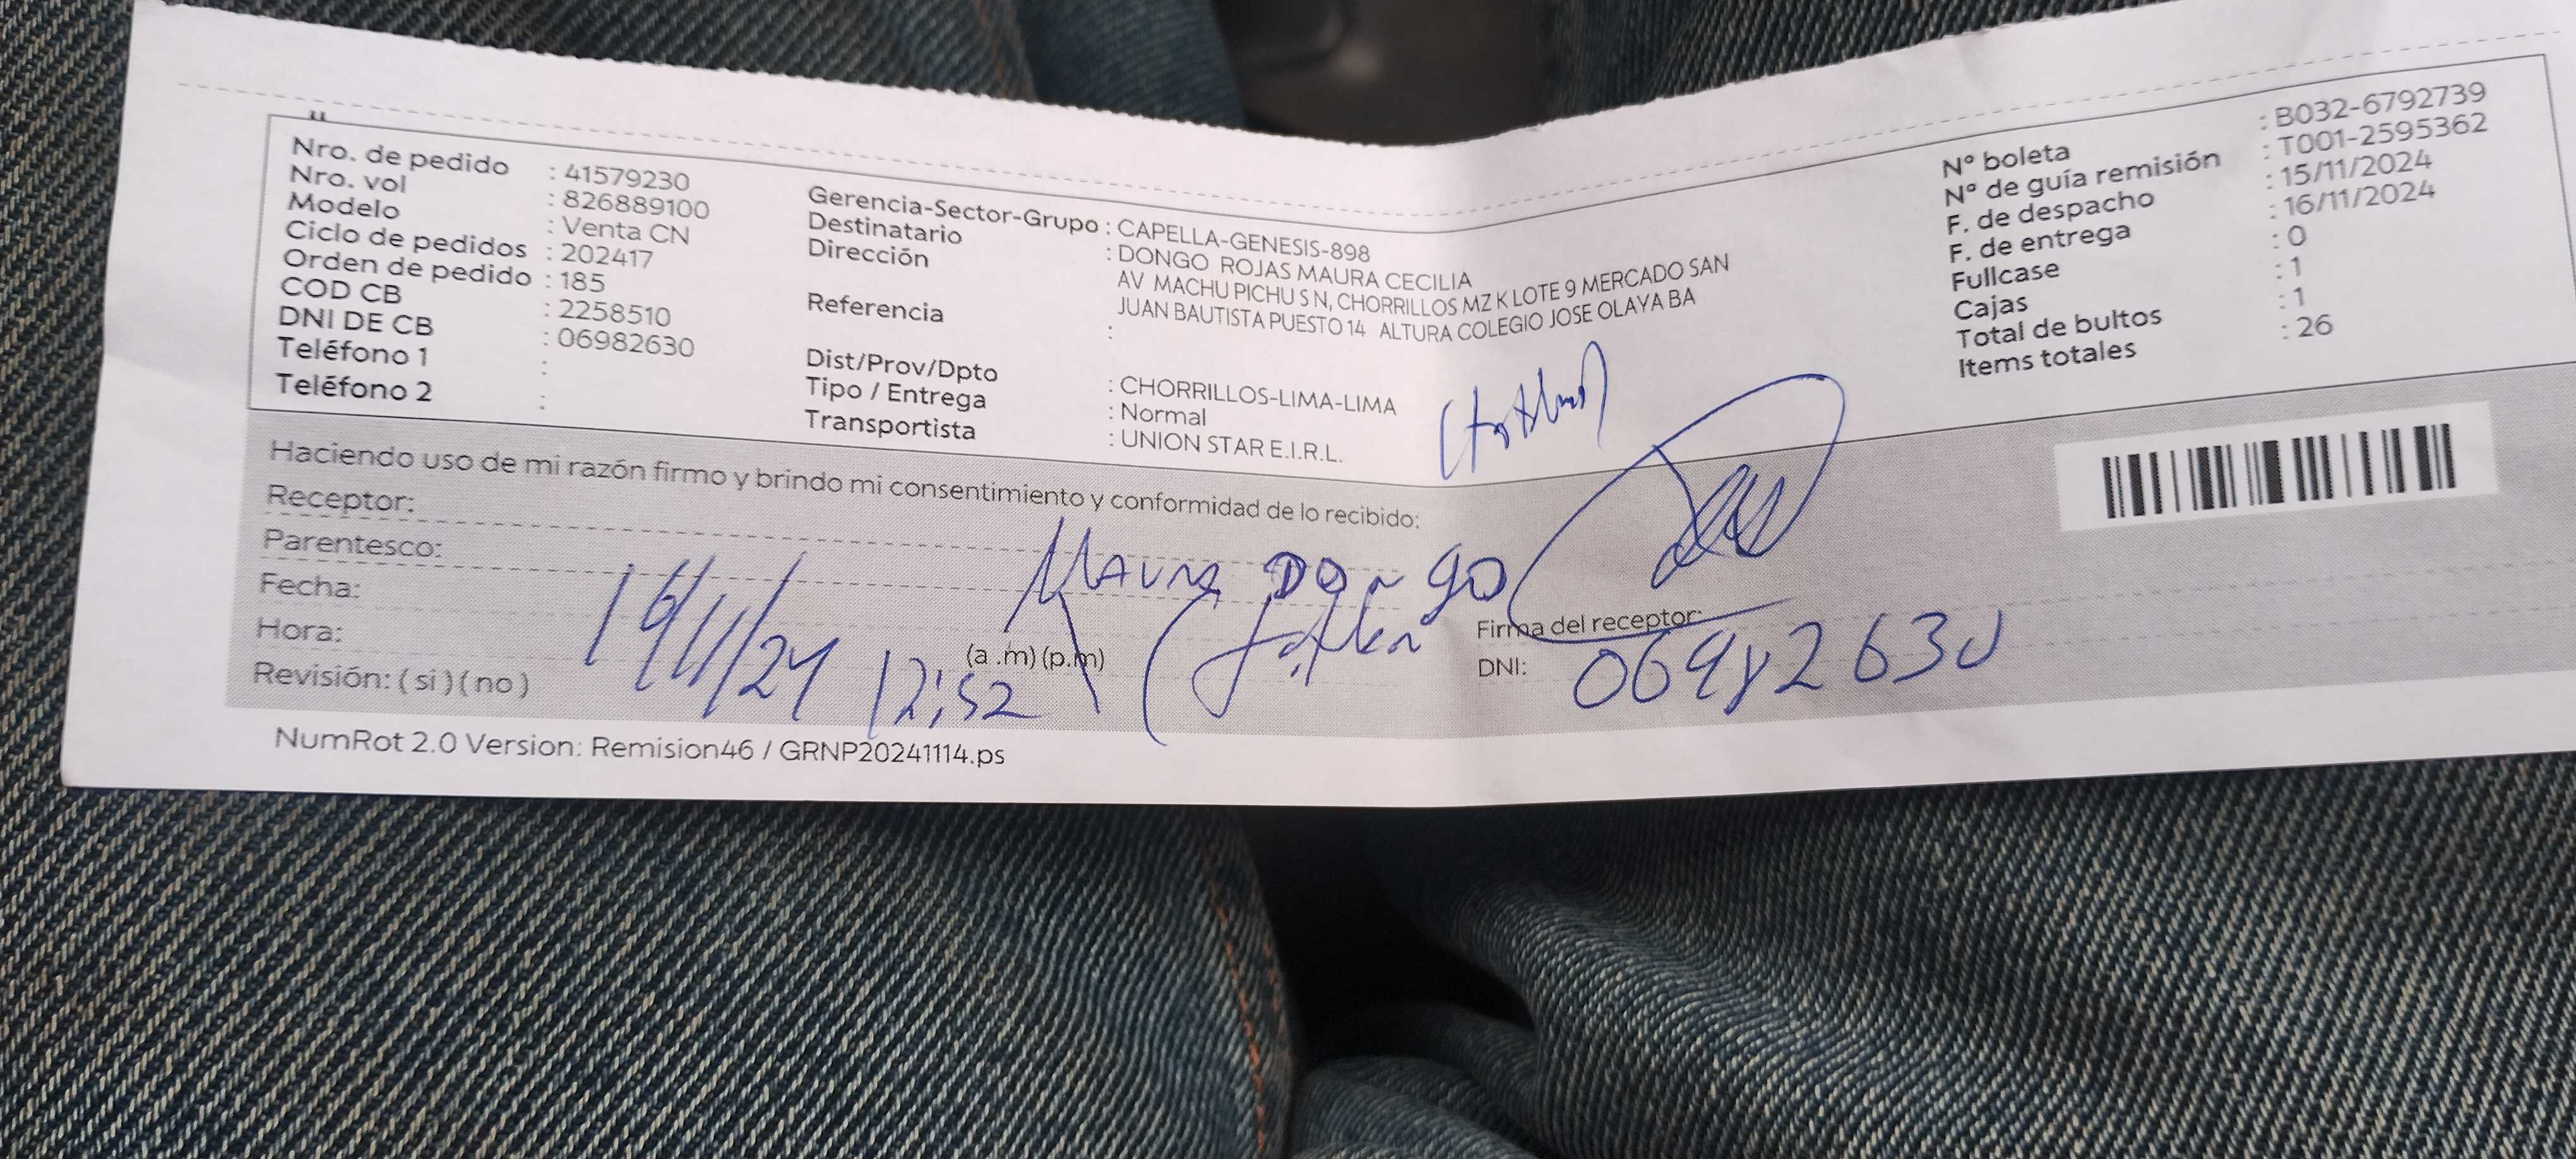 Nro. de pedido : 41579230
Nro. vol : 826889100
Modelo : Venta CN
Ciclo de pedidos : 202417
Orden de pedido : 185
COD CB : 2258510
DNI DE CB : 06982630
Teléfono 1 :
Teléfono 2 :
Gerencia-Sector-Grupo : CAPELLA-GENESIS-898
Destinatario : DONGO ROJAS MAURA CECILIA
Dirección : AV MACHU PICHU S N, CHORRILLOS MZ K LOTE 9 MERCADO SAN
JUAN BAUTISTA PUESTO 14 ALTURA COLEGIO JOSE OLAYA BA
Referencia :
Dist/Prov/Dpto : CHORRILLOS-LIMA-LIMA
Tipo / Entrega : Normal
Transportista : UNION STAR E.I.R.L.
Nº boleta : B032-6792739
Nº de guía remisión : T001-2595362
F. de despacho : 15/11/2024
F. de entrega : 16/11/2024
Fullcase : 0
Cajas : 1
Total de bultos : 1
Items totales : 26
Haciendo uso de mi razón firmo y brindo mi consentimiento y conformidad de lo recibido:
Receptor: Maura Dongo
Parentesco:
Fecha: 16/11/24
Hora: 12:52 (a .m) (p.m)
Revisión: ( si ) ( no )
Firma del receptor:
DNI: 06982630
NumRot 2.0 Version: Remision46 / GRNP20241114.ps